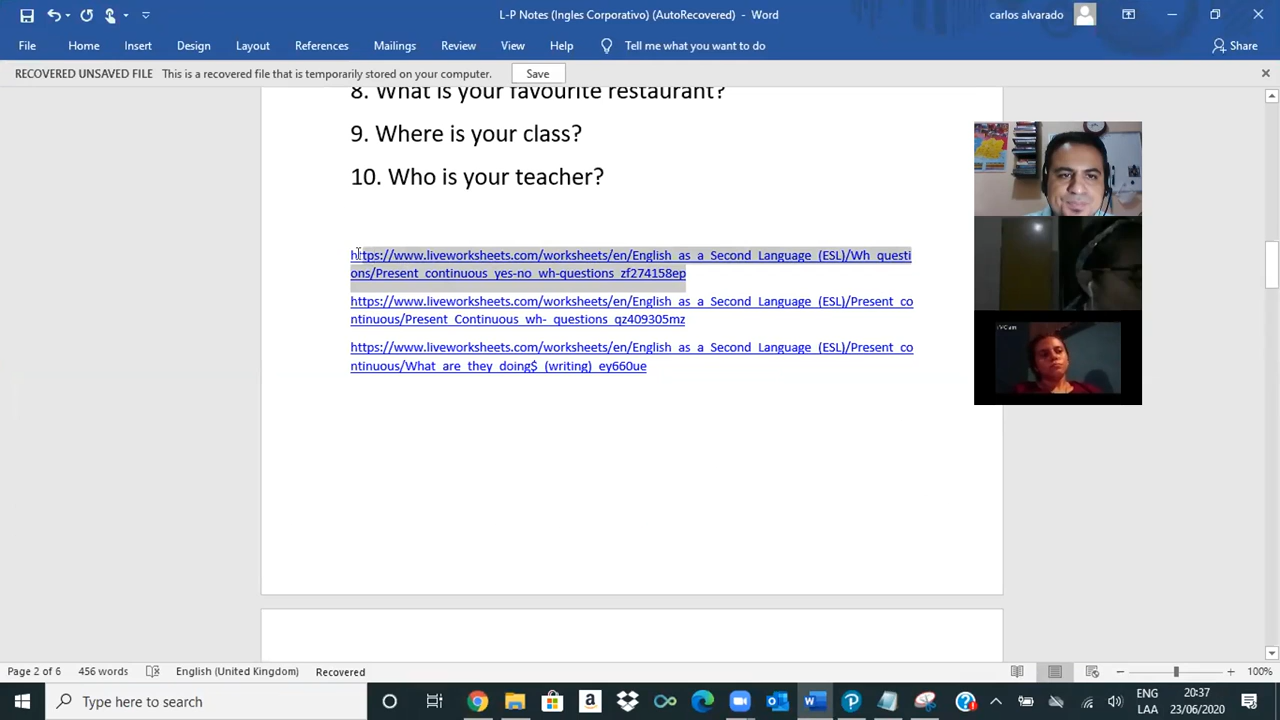 L-P Notes (Ingles Corporativo) (AutoRecovered) - Word
carlos alvarado
File Home Insert Design Layout References Mailings Review View Help Tell me what you want to do Share
RECOVERED UNSAVED FILE This is a recovered file that is temporarily stored on your computer. Save
8. What is your favourite restaurant?
9. Where is your class?
10. Who is your teacher?
https://www.liveworksheets.com/worksheets/en/English_as_a_Second_Language_(ESL)/Wh_questi
ons/Present_continuous_yes-no_wh-questions_zf274158ep
https://www.liveworksheets.com/worksheets/en/English_as_a_Second_Language_(ESL)/Present_co
ntinuous/Present_Continuous_wh-_questions_qz409305mz
https://www.liveworksheets.com/worksheets/en/English_as_a_Second_Language_(ESL)/Present_co
ntinuous/What_are_they_doing$_(writing)_ey660ue
Page 2 of 6 456 words English (United Kingdom) Recovered 100%
Type here to search
ENG 20:37
LAA 23/06/2020